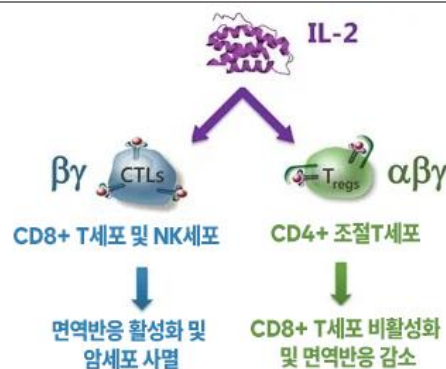 IL-2
βγ
CTLs
Tregs
αβγ
CD8+ T세포 및 NK세포
CD4+ 조절T세포
면역반응 활성화 및
암세포 사멸
CD8+ T세포 비활성화
및 면역반응 감소